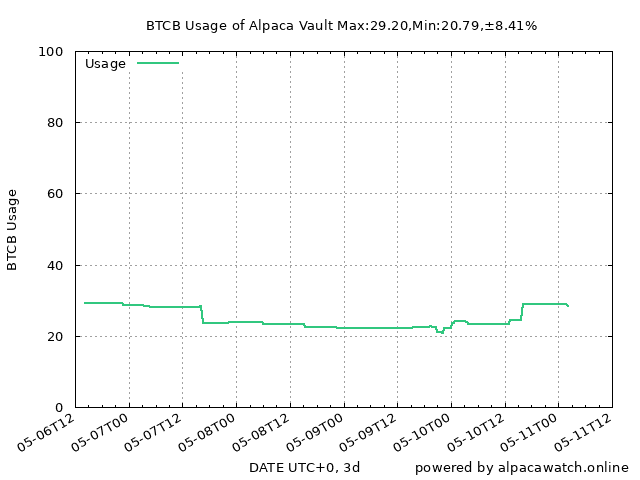 BTCB Usage of Alpaca Vault Max:29.20,Min:20.79,±8.41%
Usage
100
80
60
40
20
0
BTCB Usage
05-06T12
05-07T00
05-07T12
05-08T00
05-08T12
05-09T00
05-09T12
05-10T00
05-10T12
05-11T00
05-11T12
DATE UTC+0, 3d
powered by alpacawatch.online